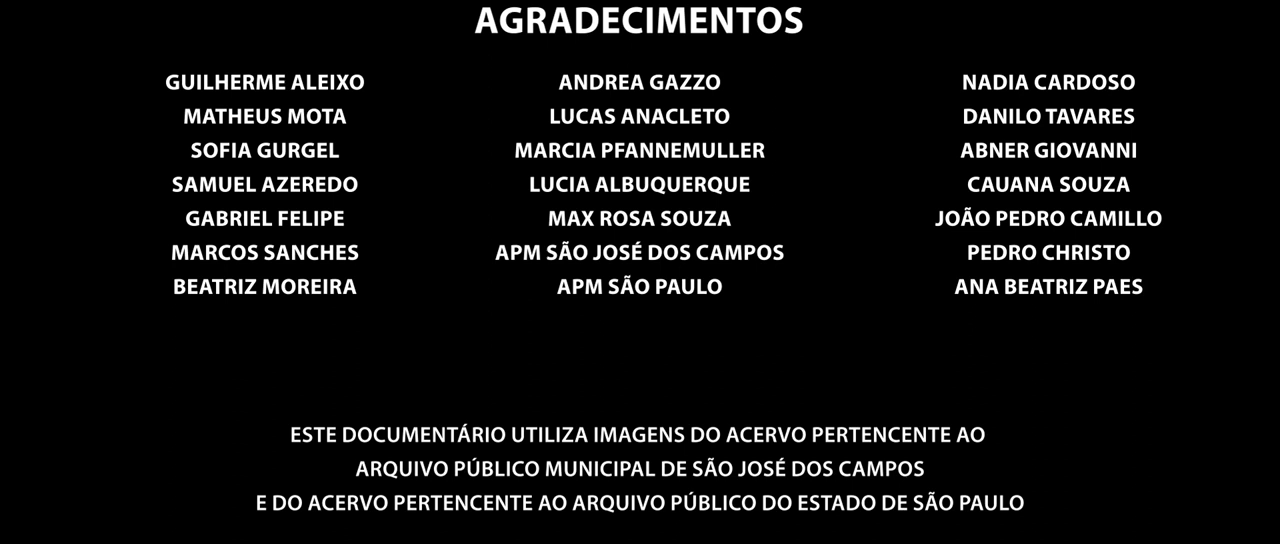 AGRADECIMENTOS
GUILHERME ALEIXO
MATHEUS MOTA
SOFIA GURGEL
SAMUEL AZEREDO
GABRIEL FELIPE
MARCOS SANCHES
BEATRIZ MOREIRA
ANDREA GAZZO
LUCAS ANACLETO
MARCIA PFANNEMULLER
LUCIA ALBUQUERQUE
MAX ROSA SOUZA
APM SÃO JOSÉ DOS CAMPOS
APM SÃO PAULO
NADIA CARDOSO
DANILO TAVARES
ABNER GIOVANNI
CAUANA SOUZA
JOÃO PEDRO CAMILLO
PEDRO CHRISTO
ANA BEATRIZ PAES
ESTE DOCUMENTÁRIO UTILIZA IMAGENS DO ACERVO PERTENCENTE AO
ARQUIVO PÚBLICO MUNICIPAL DE SÃO JOSÉ DOS CAMPOS
E DO ACERVO PERTENCENTE AO ARQUIVO PÚBLICO DO ESTADO DE SÃO PAULO